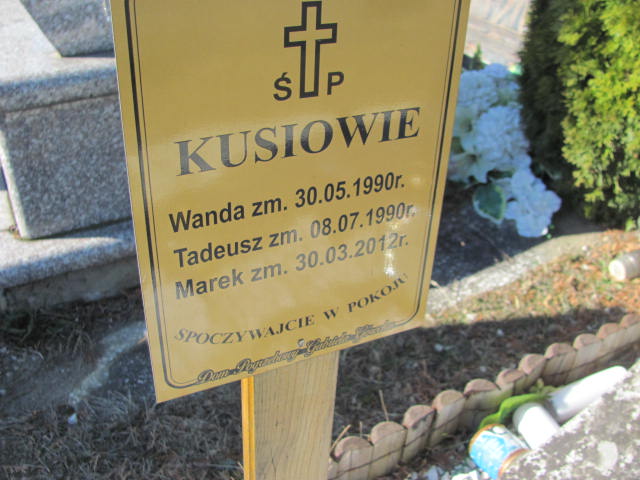 Ś P
KUSIOWIE
Wanda zm. 30.05.1990r.
Tadeusz zm. 08.07.1990r.
Marek zm. 30.03.2012r.
SPOCZYWAJCIE W POKOJU
Dom Pogrzebowy Gabriela